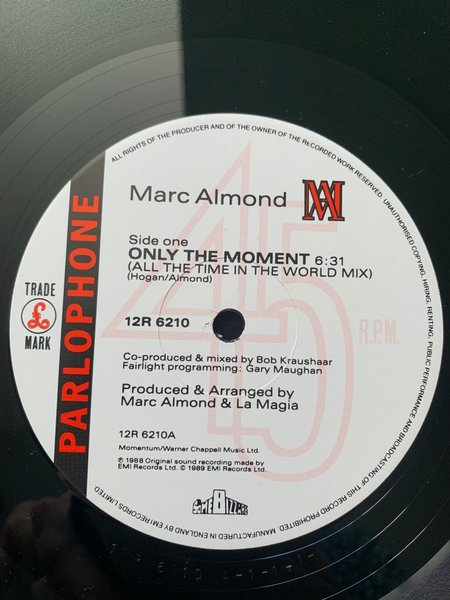 ALL RIGHTS OF THE PRODUCER AND OF THE OWNER OF THE RECORDED WORK RESERVED. UNAUTHORISED COPYING, HIRING, RENTING, PUBLIC PERFORMANCE AND BROADCASTING OF THIS RECORD PROHIBITED. MANUFACTURED IN ENGLAND BY EMI RECORDS LIMITED
Marc Almond MA
Side one
ONLY THE MOMENT 6:31
(ALL THE TIME IN THE WORLD MIX)
(Hogan/Almond)
TRADE
£
MARK
PARLOPHONE
45
R.P.M.
12R 6210
Co-produced & mixed by Bob Kraushaar
Fairlight programming: Gary Maughan
Produced & Arranged by
Marc Almond & La Magia
12R 6210A
Momentum/Warner Chappell Music Ltd.
℗ 1988 Original sound recording made by
EMI Records Ltd. © 1989 EMI Records Ltd.
SOME BIZZARE